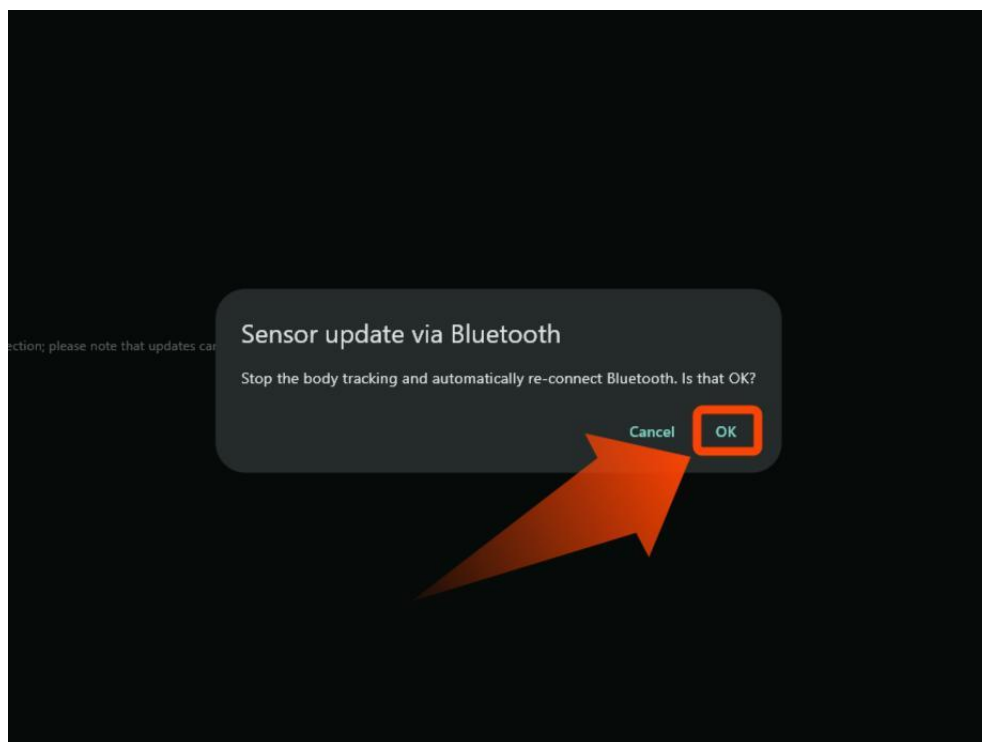 Sensor update via Bluetooth
ection; please note that updates car
Stop the body tracking and automatically re-connect Bluetooth. Is that OK?
Cancel OK